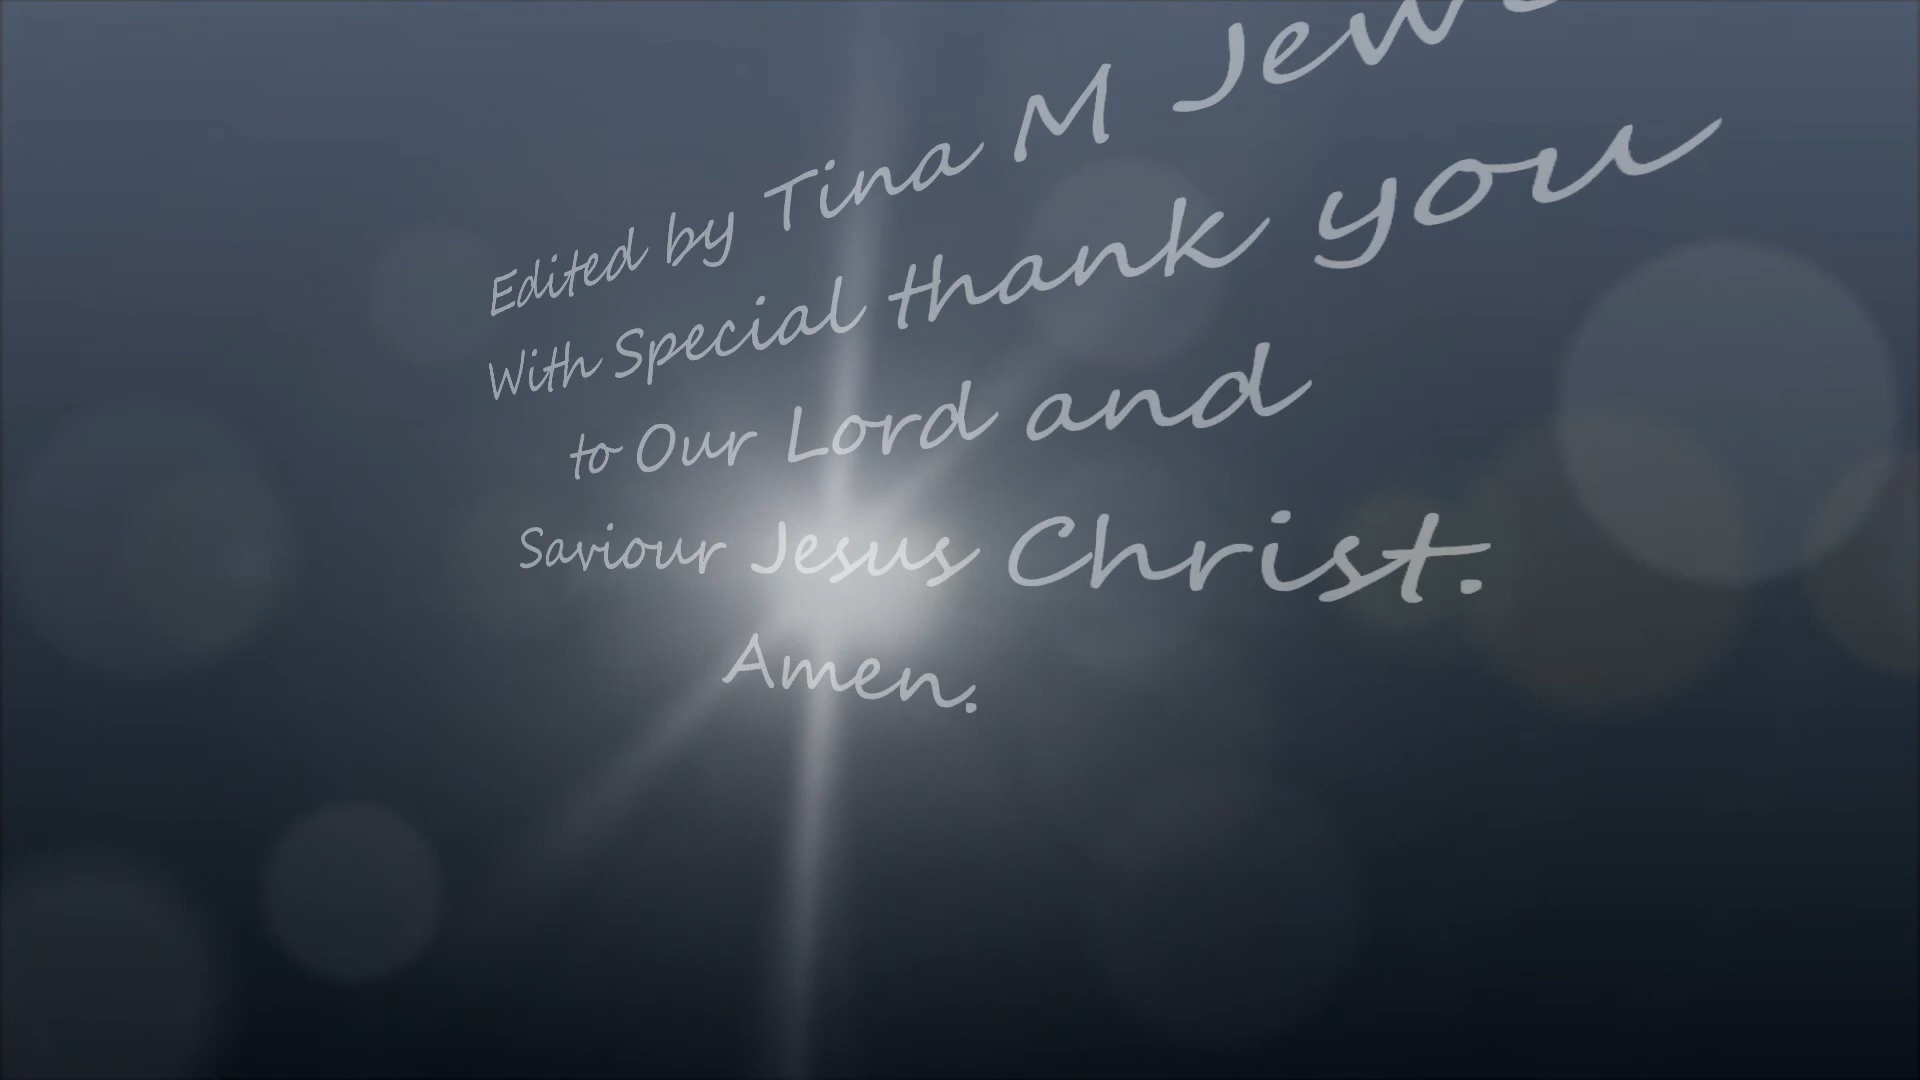 Edited by Tina M
With Special thank you
to Our Lord and
Saviour Jesus Christ.
Amen.